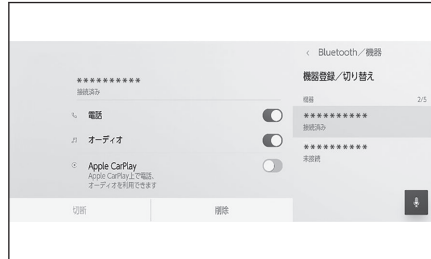 ＜ Bluetooth／機器
機器登録／切り替え
機器 2/5
**********
接続済み
**********
未接続
**********
接続済み
電話
オーディオ
Apple CarPlay
Apple CarPlay上で電話、
オーディオを利用できます
切断
削除